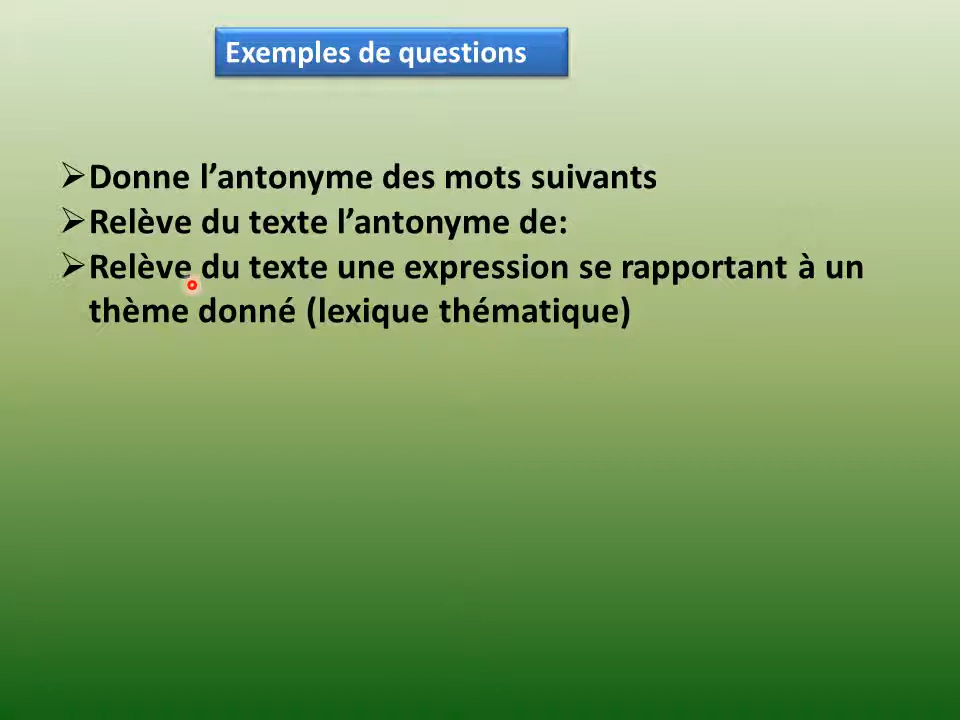 Exemples de questions
➢Donne l’antonyme des mots suivants
➢Relève du texte l’antonyme de:
➢Relève du texte une expression se rapportant à un
thème donné (lexique thématique)